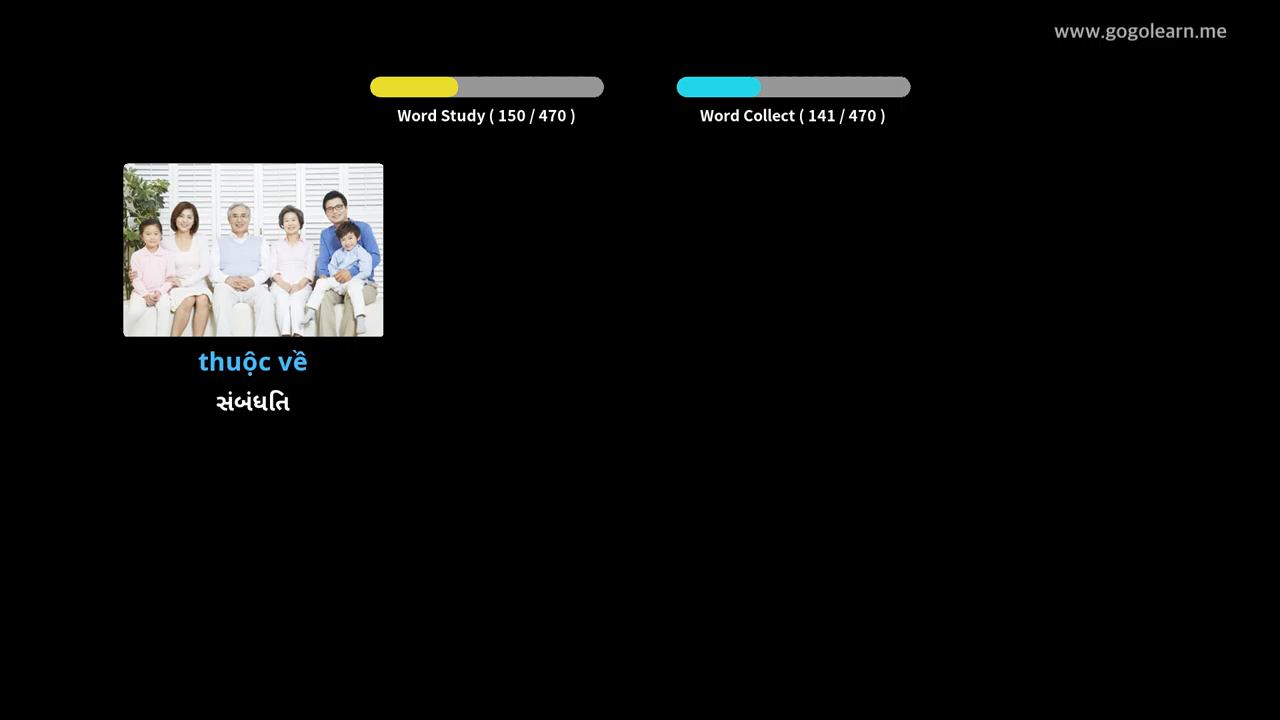 www.gogolearn.me
Word Study ( 150 / 470 )
Word Collect ( 141 / 470 )
thuộc về
સંબંધતિ